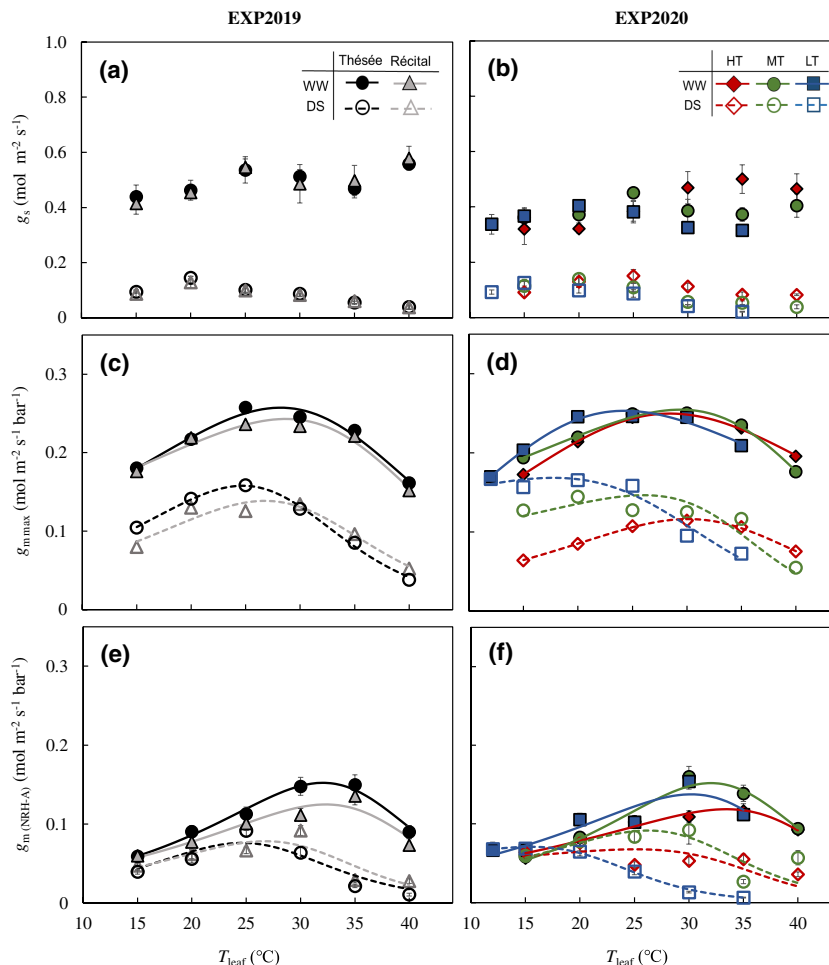 EXP2019 EXP2020
(a) Thésée Récital
WW
DS
(b) HT MT LT
WW
DS
1.0
0.8
0.6
0.4
0.2
0
gs (mol m-2 s-1)
(c) (d)
0.3
0.2
0.1
0
gm max (mol m-2 s-1 bar-1)
(e) (f)
0.3
0.2
0.1
0
gm (NRH-A) (mol m-2 s-1 bar-1)
10 15 20 25 30 35 40 10 15 20 25 30 35 40
Tleaf (°C) Tleaf (°C)